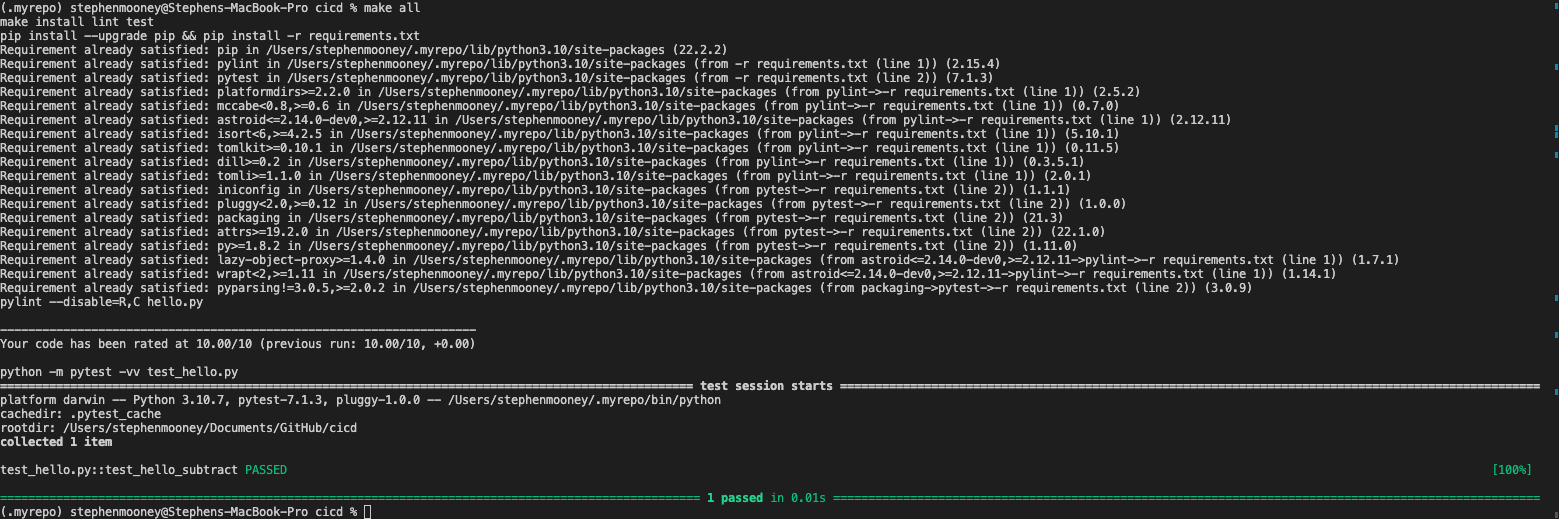 (.myrepo) stephenmooney@Stephens-MacBook-Pro cicd % make all
make install lint test
pip install --upgrade pip && pip install -r requirements.txt
Requirement already satisfied: pip in /Users/stephenmooney/.myrepo/lib/python3.10/site-packages (22.2.2)
Requirement already satisfied: pylint in /Users/stephenmooney/.myrepo/lib/python3.10/site-packages (from -r requirements.txt (line 1)) (2.15.4)
Requirement already satisfied: pytest in /Users/stephenmooney/.myrepo/lib/python3.10/site-packages (from -r requirements.txt (line 2)) (7.1.3)
Requirement already satisfied: platformdirs>=2.2.0 in /Users/stephenmooney/.myrepo/lib/python3.10/site-packages (from pylint->-r requirements.txt (line 1)) (2.5.2)
Requirement already satisfied: mccabe<0.8,>=0.6 in /Users/stephenmooney/.myrepo/lib/python3.10/site-packages (from pylint->-r requirements.txt (line 1)) (0.7.0)
Requirement already satisfied: astroid<=2.14.0-dev0,>=2.12.11 in /Users/stephenmooney/.myrepo/lib/python3.10/site-packages (from pylint->-r requirements.txt (line 1)) (2.12.11)
Requirement already satisfied: isort<6,>=4.2.5 in /Users/stephenmooney/.myrepo/lib/python3.10/site-packages (from pylint->-r requirements.txt (line 1)) (5.10.1)
Requirement already satisfied: tomlkit>=0.10.1 in /Users/stephenmooney/.myrepo/lib/python3.10/site-packages (from pylint->-r requirements.txt (line 1)) (0.11.5)
Requirement already satisfied: dill>=0.2 in /Users/stephenmooney/.myrepo/lib/python3.10/site-packages (from pylint->-r requirements.txt (line 1)) (0.3.5.1)
Requirement already satisfied: tomli>=1.1.0 in /Users/stephenmooney/.myrepo/lib/python3.10/site-packages (from pylint->-r requirements.txt (line 1)) (2.0.1)
Requirement already satisfied: iniconfig in /Users/stephenmooney/.myrepo/lib/python3.10/site-packages (from pytest->-r requirements.txt (line 2)) (1.1.1)
Requirement already satisfied: pluggy<2.0,>=0.12 in /Users/stephenmooney/.myrepo/lib/python3.10/site-packages (from pytest->-r requirements.txt (line 2)) (1.0.0)
Requirement already satisfied: packaging in /Users/stephenmooney/.myrepo/lib/python3.10/site-packages (from pytest->-r requirements.txt (line 2)) (21.3)
Requirement already satisfied: attrs>=19.2.0 in /Users/stephenmooney/.myrepo/lib/python3.10/site-packages (from pytest->-r requirements.txt (line 2)) (22.1.0)
Requirement already satisfied: py>=1.8.2 in /Users/stephenmooney/.myrepo/lib/python3.10/site-packages (from pytest->-r requirements.txt (line 2)) (1.11.0)
Requirement already satisfied: lazy-object-proxy>=1.4.0 in /Users/stephenmooney/.myrepo/lib/python3.10/site-packages (from astroid<=2.14.0-dev0,>=2.12.11->pylint->-r requirements.txt (line 1)) (1.7.1)
Requirement already satisfied: wrapt<2,>=1.11 in /Users/stephenmooney/.myrepo/lib/python3.10/site-packages (from astroid<=2.14.0-dev0,>=2.12.11->pylint->-r requirements.txt (line 1)) (1.14.1)
Requirement already satisfied: pyparsing!=3.0.5,>=2.0.2 in /Users/stephenmooney/.myrepo/lib/python3.10/site-packages (from packaging->pytest->-r requirements.txt (line 2)) (3.0.9)
pylint --disable=R,C hello.py
--------------------------------------------------------------------
Your code has been rated at 10.00/10 (previous run: 10.00/10, +0.00)
python -m pytest -vv test_hello.py
=== test session starts ===
platform darwin -- Python 3.10.7, pytest-7.1.3, pluggy-1.0.0 -- /Users/stephenmooney/.myrepo/bin/python
cachedir: .pytest_cache
rootdir: /Users/stephenmooney/Documents/GitHub/cicd
collected 1 item
test_hello.py::test_hello_subtract PASSED [100%]
=== 1 passed in 0.01s ===
(.myrepo) stephenmooney@Stephens-MacBook-Pro cicd %